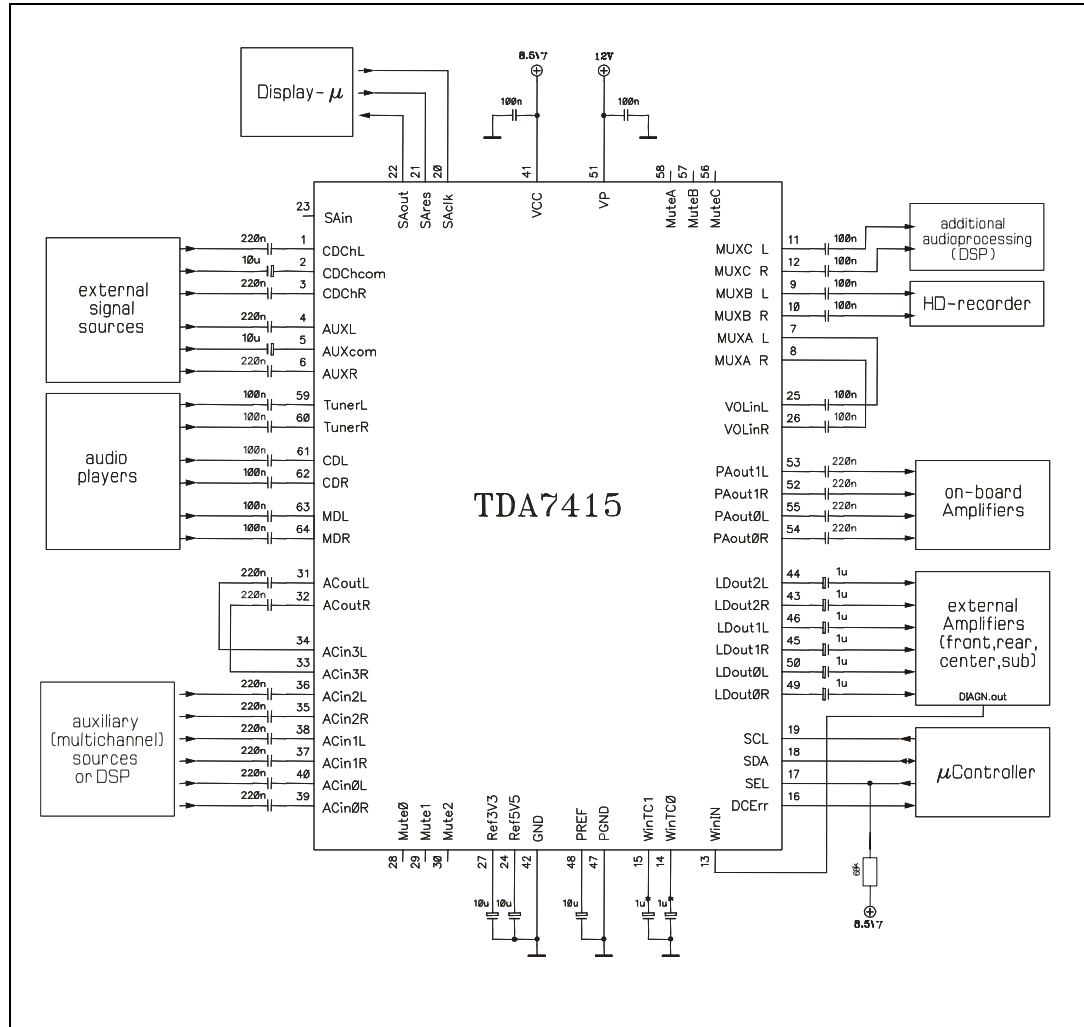 8.5V7
12V
Display-μ
100n
100n
22
21
20
41
51
58
57
56
SAout
SAres
SAclk
VCC
VP
MuteA
MuteB
MuteC
23
SAin
220n
1
CDChL
10u
2
CDChcom
220n
3
CDChR
external
signal
sources
220n
4
AUXL
10u
5
AUXcom
220n
6
AUXR
100n
59
TunerL
100n
60
TunerR
audio
players
100n
61
CDL
100n
62
CDR
100n
63
MDL
100n
64
MDR
220n
31
ACoutL
220n
32
ACoutR
34
ACin3L
33
ACin3R
220n
36
ACin2L
220n
35
ACin2R
auxiliary
(multichannel)
sources
or DSP
220n
38
ACin1L
220n
37
ACin1R
220n
40
ACin0L
220n
39
ACin0R
TDA7415
MUXC L
11
100n
MUXC R
12
100n
additional
audioprocessing
(DSP)
MUXB L
9
100n
MUXB R
10
100n
HD-recorder
MUXA L
7
MUXA R
8
VOLinL
25
100n
VOLinR
26
100n
PAout1L
53
220n
PAout1R
52
220n
PAout0L
55
220n
PAout0R
54
220n
on-board
Amplifiers
LDout2L
44
1u
LDout2R
43
1u
LDout1L
46
1u
LDout1R
45
1u
LDout0L
50
1u
LDout0R
49
1u
external
Amplifiers
(front,rear,
center,sub)
DIAGN.out
SCL
19
SDA
18
SEL
17
DCErr
16
μController
Mute0
Mute1
Mute2
Ref3V3
Ref5V5
GND
PREF
PGND
WinTC1
WinTC0
WinIN
28
29
30
27
24
42
48
47
15
14
13
10u
10u
10u
1u*
1u*
68k
8.5V7